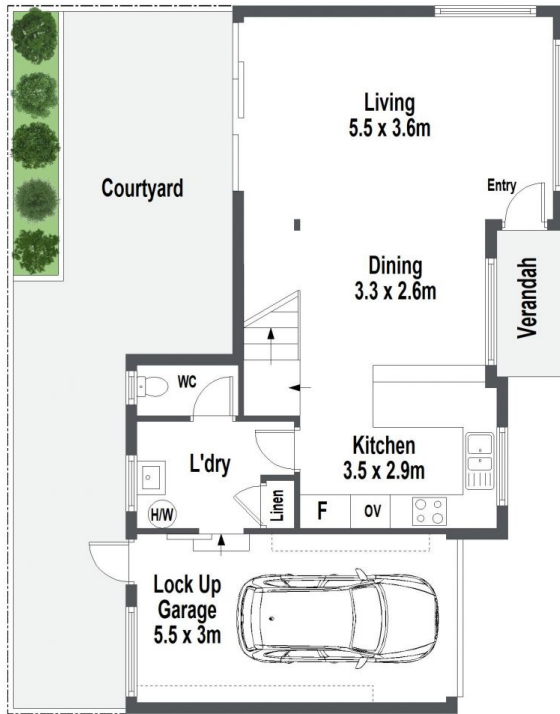 Living
5.5 x 3.6m
Courtyard
Entry
Dining
3.3 x 2.6m
Verandah
WC
L'dry
Kitchen
3.5 x 2.9m
H/W
Linen
F
OV
Lock Up
Garage
5.5 x 3m